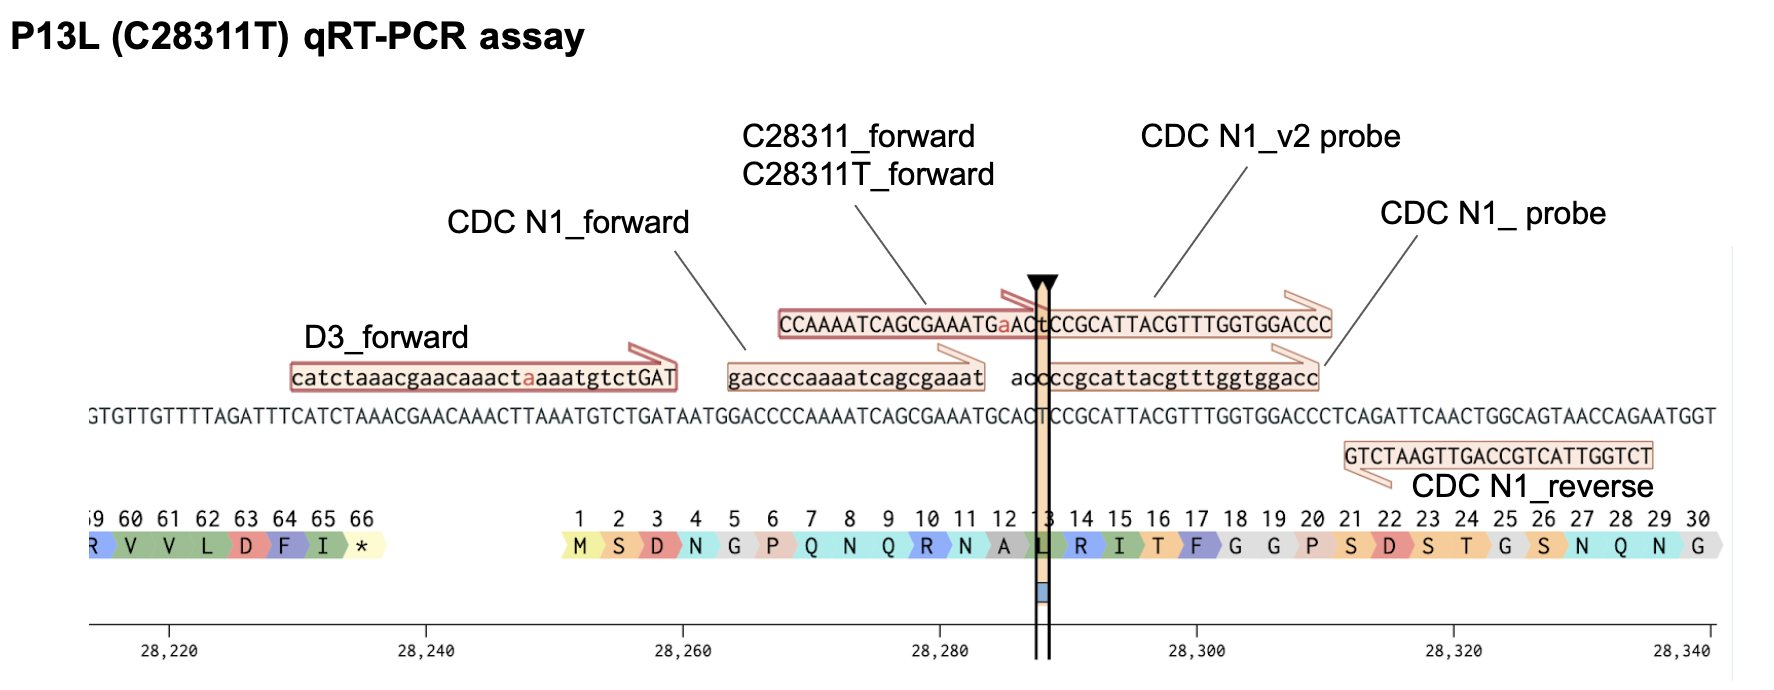 P13L (C28311T) qRT-PCR assay
C28311_forward
C28311T_forward
CDC N1_v2 probe
CDC N1_forward
CDC N1_ probe
D3_forward
CCAAAATCAGCGAAATGaACtCCGCATTACGTTTGGTGGACCC
catctaaacgaacaaactaaaatgtctGAT
gaccccaaaatcagcgaaat
accccgcattacgtttggtggacc
GTGTTGTTTTAGATTTCATCTAAACGAACAAACTTAAATGTCTGATAATGGACCCCAAAATCAGCGAAATGCACTCCGCATTACGTTTGGTGGACCCTCAGATTCAACTGGCAGTAACCAGAATGGT
GTCTAAGTTGACCGTCATTGGTCT
CDC N1_reverse
59 60 61 62 63 64 65 66 1 2 3 4 5 6 7 8 9 10 11 12 13 14 15 16 17 18 19 20 21 22 23 24 25 26 27 28 29 30
R V V L D F I * M S D N G P Q N Q R N A L R I T F G G P S D S T G S N Q N G
28,220 28,240 28,260 28,280 28,300 28,320 28,340